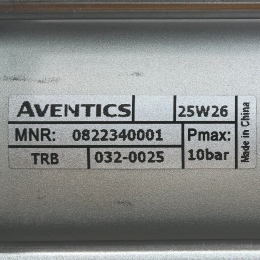 AVENTICS 25W26
MNR: 0822340001 Pmax:
TRB 032-0025 10bar
Made in China